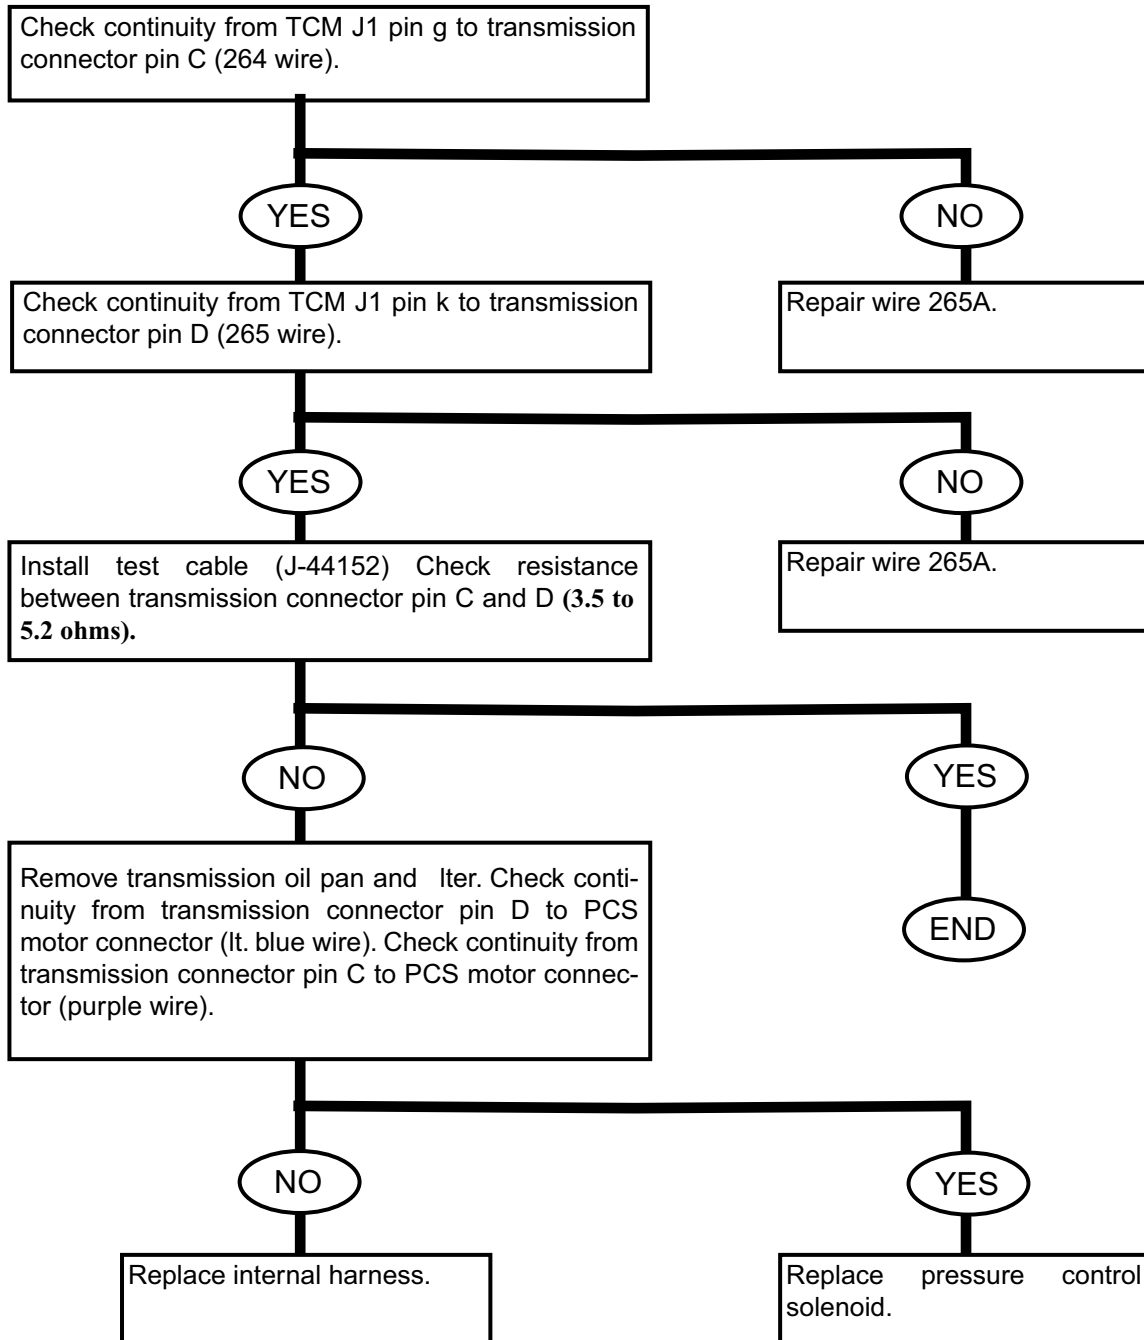 Check continuity from TCM J1 pin g to transmission
connector pin C (264 wire).
YES
NO
Check continuity from TCM J1 pin k to transmission
connector pin D (265 wire).
Repair wire 265A.
YES
NO
Install test cable (J-44152) Check resistance
between transmission connector pin C and D (3.5 to
5.2 ohms).
Repair wire 265A.
NO
YES
Remove transmission oil pan and lter. Check conti-
nuity from transmission connector pin D to PCS
motor connector (lt. blue wire). Check continuity from
transmission connector pin C to PCS motor connec-
tor (purple wire).
END
NO
YES
Replace internal harness.
Replace pressure control
solenoid.